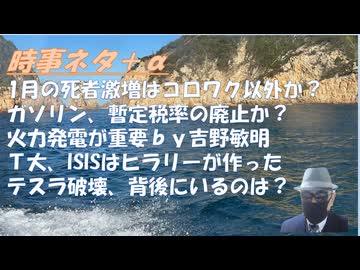 時事ネタ+α
1月の死者激増はコロワク以外か？
ガソリン、暫定税率の廃止か？
火力発電が重要ｂｙ吉野敏明
Ｔ大、ISISはヒラリーが作った
テスラ破壊、背後にいるのは？